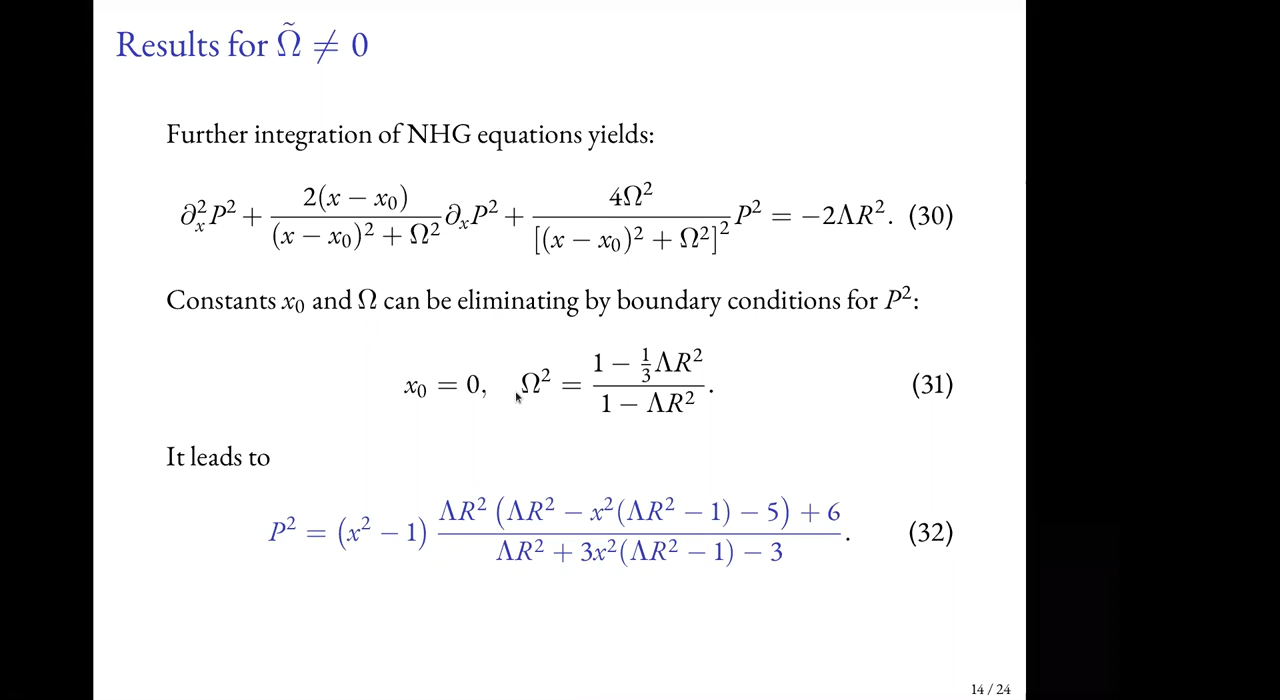 Results for Ω̃ ≠ 0
Further integration of NHG equations yields:
∂ₓ²P² + 2(x − x₀)/((x − x₀)² + Ω²) ∂ₓP² + 4Ω²/[(x − x₀)² + Ω²]² P² = −2ΛR². (30)
Constants x₀ and Ω can be eliminating by boundary conditions for P²:
x₀ = 0, Ω² = (1 − ⅓ΛR²)/(1 − ΛR²). (31)
It leads to
P² = (x² − 1) (ΛR² (ΛR² − x²(ΛR² − 1) − 5) + 6)/(ΛR² + 3x²(ΛR² − 1) − 3). (32)
14 / 24